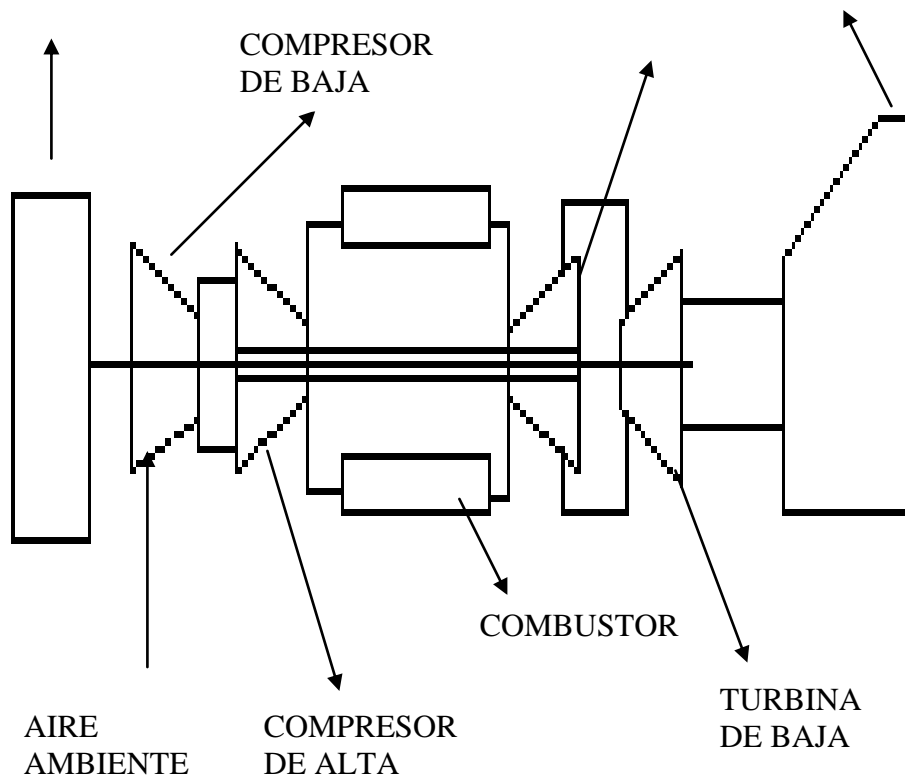 COMPRESOR
DE BAJA
COMBUSTOR
TURBINA
DE BAJA
AIRE
AMBIENTE
COMPRESOR
DE ALTA